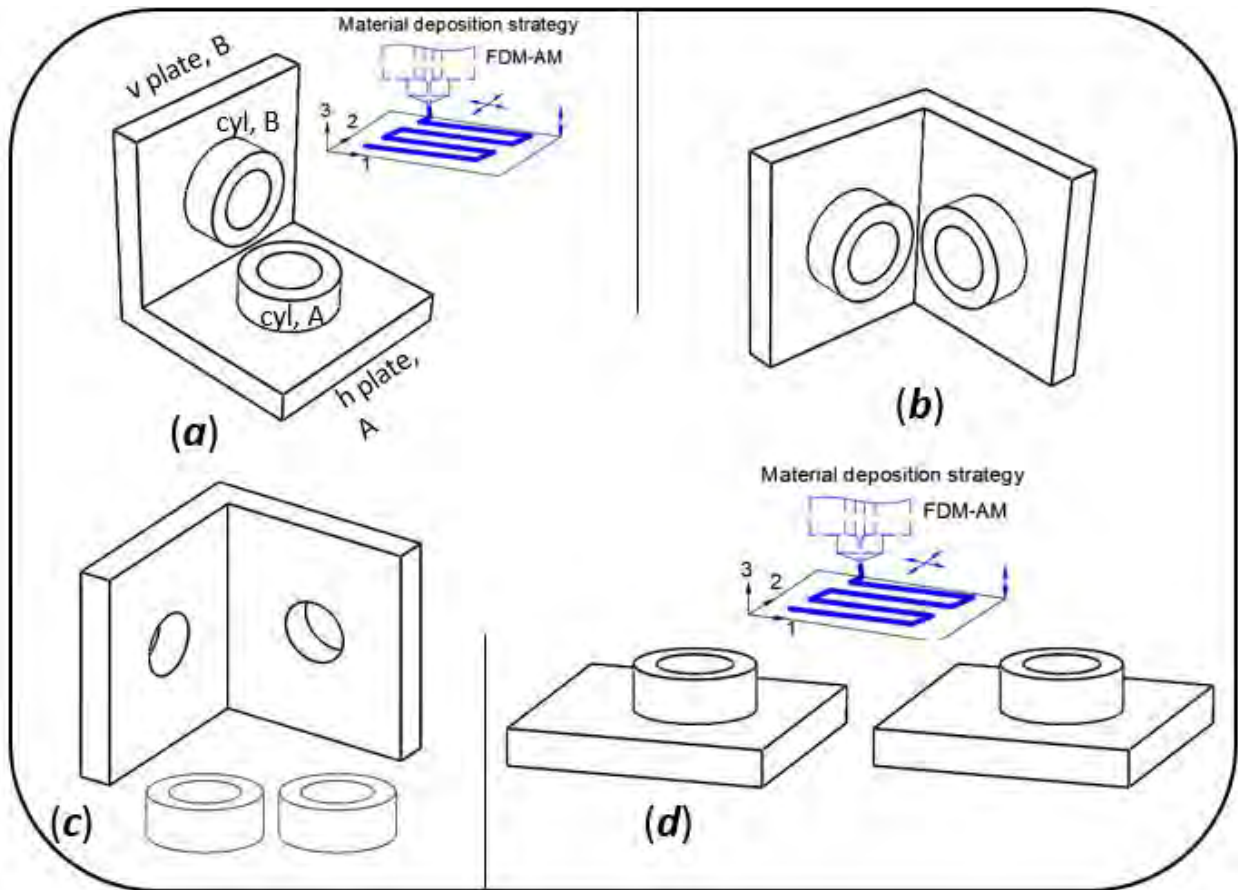 Material deposition strategy
FDM-AM
v plate, B
cyl, B
3
2
1
cyl, A
h plate,
A
(a)
(b)
Material deposition strategy
FDM-AM
3
2
1
(c)
(d)